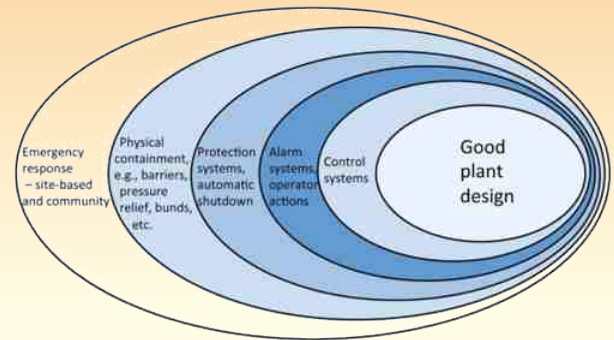 Emergency
response
– site-based
and community
Physical
containment,
e.g., barriers,
pressure
relief, bunds,
etc.
Protection
systems,
automatic
shutdown
Alarm
systems,
operator
actions
Control
systems
Good
plant
design